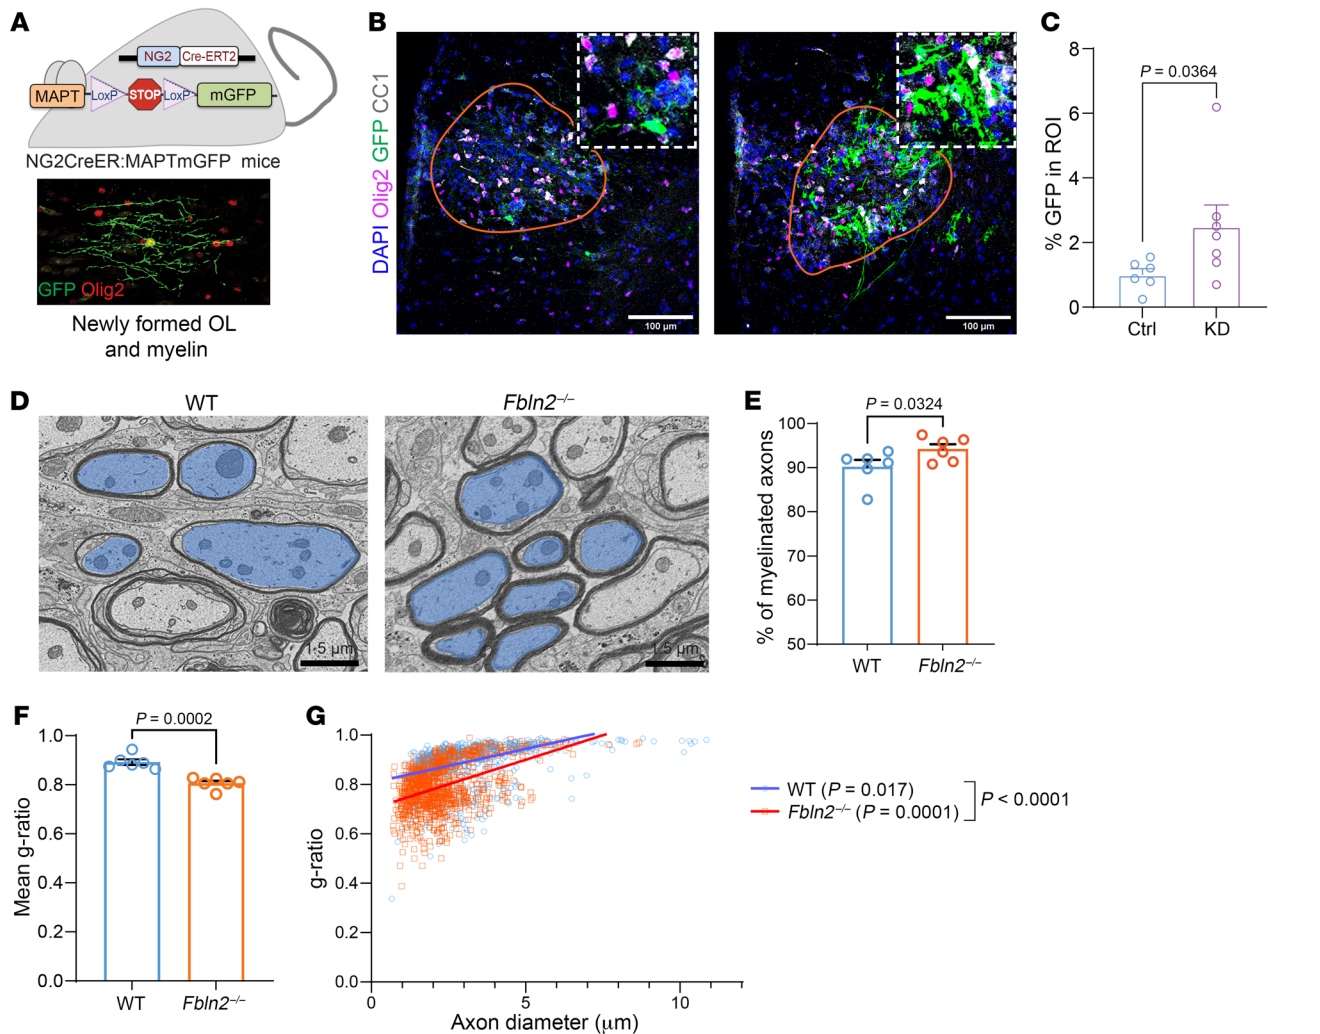 A
NG2 Cre-ERT2
MAPT LoxP STOP LoxP mGFP
NG2CreER:MAPTmGFP mice
GFP Olig2
Newly formed OL
and myelin
B
DAPI Olig2 GFP CC1
100 μm
100 μm
C
P = 0.0364
% GFP in ROI
8
6
4
2
0
Ctrl KD
D
WT
Fbln2–/–
1.5 μm
1.5 μm
E
P = 0.0324
% of myelinated axons
100
90
80
70
60
50
WT Fbln2–/–
F
P = 0.0002
Mean g-ratio
1.0
0.8
0.6
0.4
0.2
0.0
WT Fbln2–/–
G
g-ratio
1.0
0.8
0.6
0.4
0.2
0.0
0 5 10
Axon diameter (μm)
WT (P = 0.017)
Fbln2–/– (P = 0.0001)
P < 0.0001